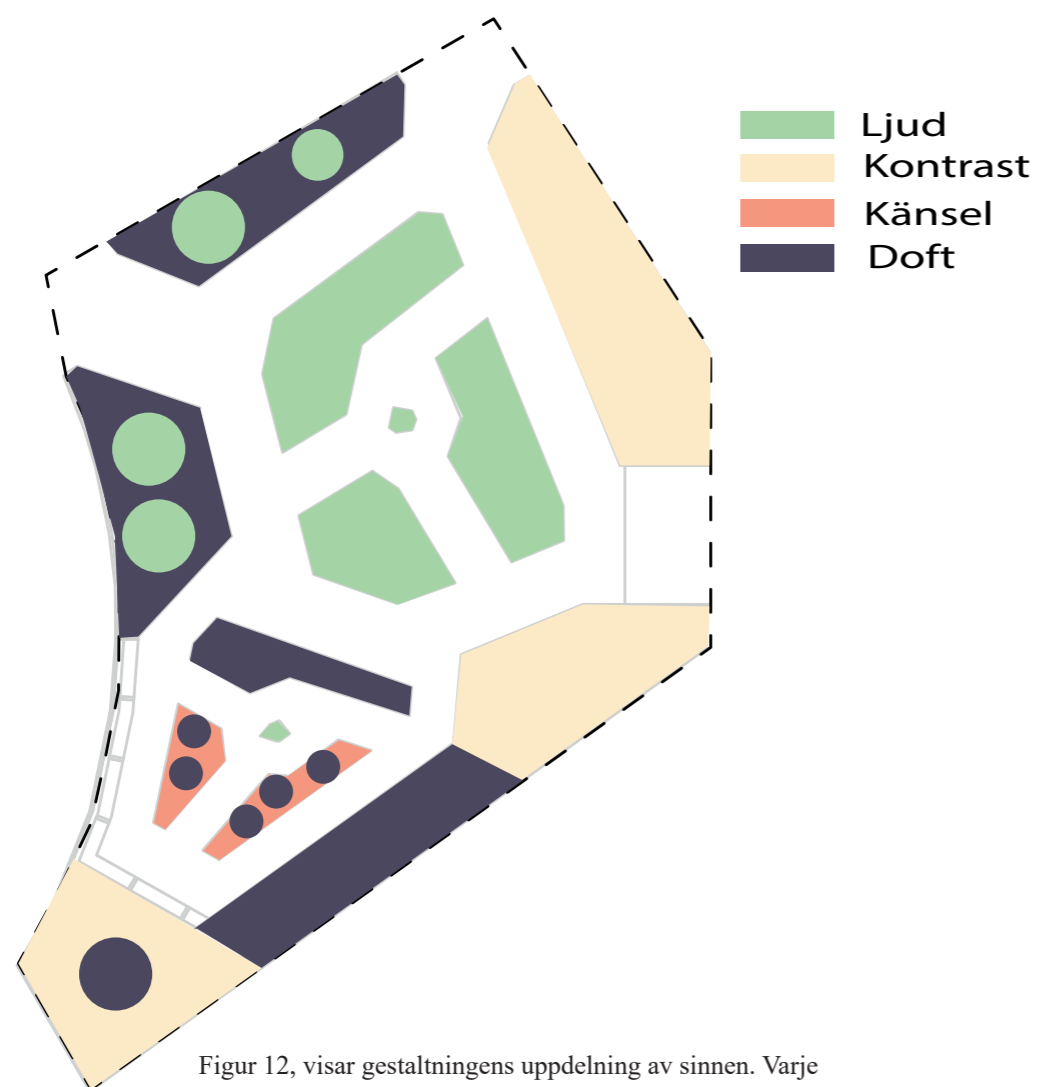 Ljud
Kontrast
Känsel
Doft
Figur 12, visar gestaltningens uppdelning av sinnen. Varje